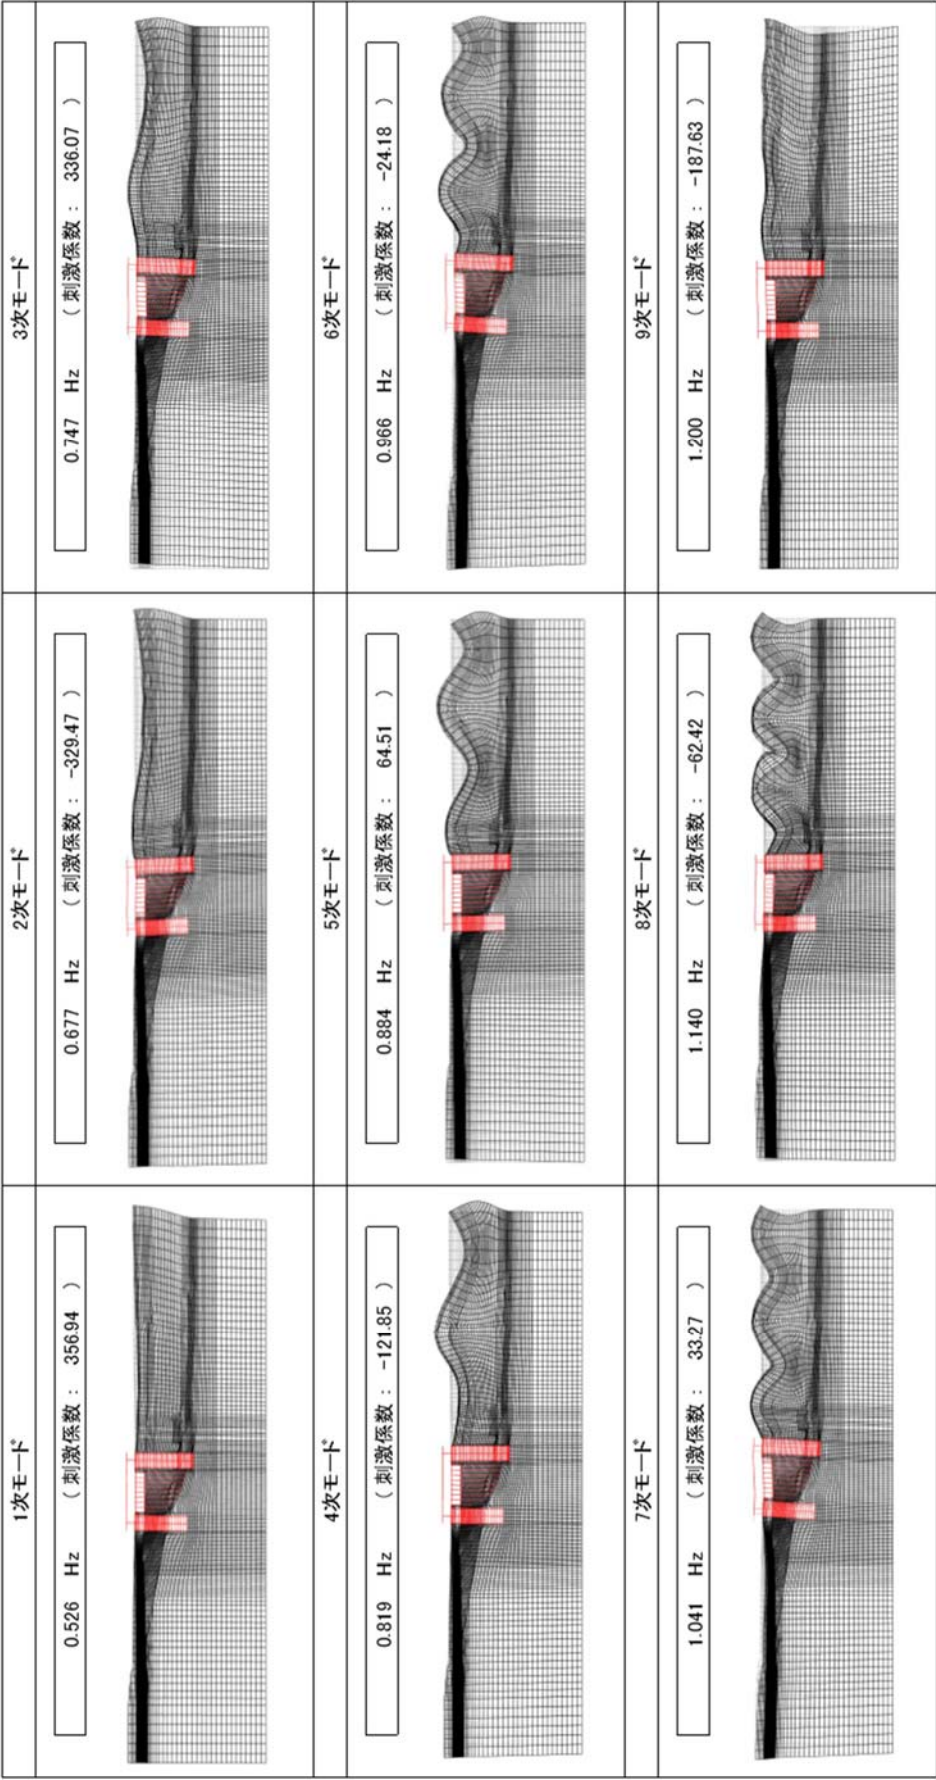 1次モード
0.526 Hz ( 刺激係数 : 356.94 )
2次モード
0.677 Hz ( 刺激係数 : -329.47 )
3次モード
0.747 Hz ( 刺激係数 : 336.07 )
4次モード
0.819 Hz ( 刺激係数 : -121.85 )
5次モード
0.884 Hz ( 刺激係数 : 64.51 )
6次モード
0.966 Hz ( 刺激係数 : -24.18 )
7次モード
1.041 Hz ( 刺激係数 : 33.27 )
8次モード
1.140 Hz ( 刺激係数 : -62.42 )
9次モード
1.200 Hz ( 刺激係数 : -187.63 )